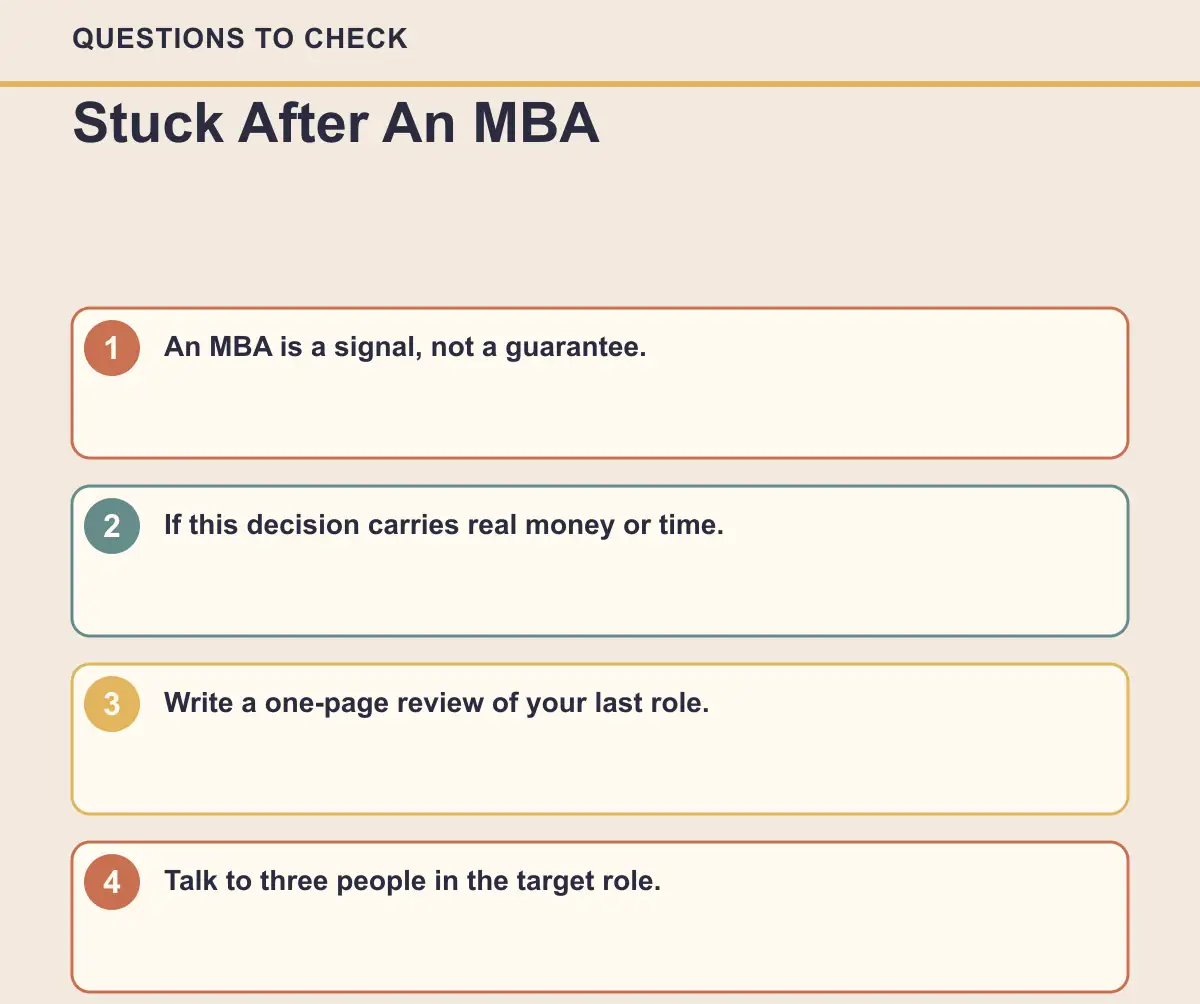 QUESTIONS TO CHECK
Stuck After An MBA
1 An MBA is a signal, not a guarantee.
2 If this decision carries real money or time.
3 Write a one-page review of your last role.
4 Talk to three people in the target role.